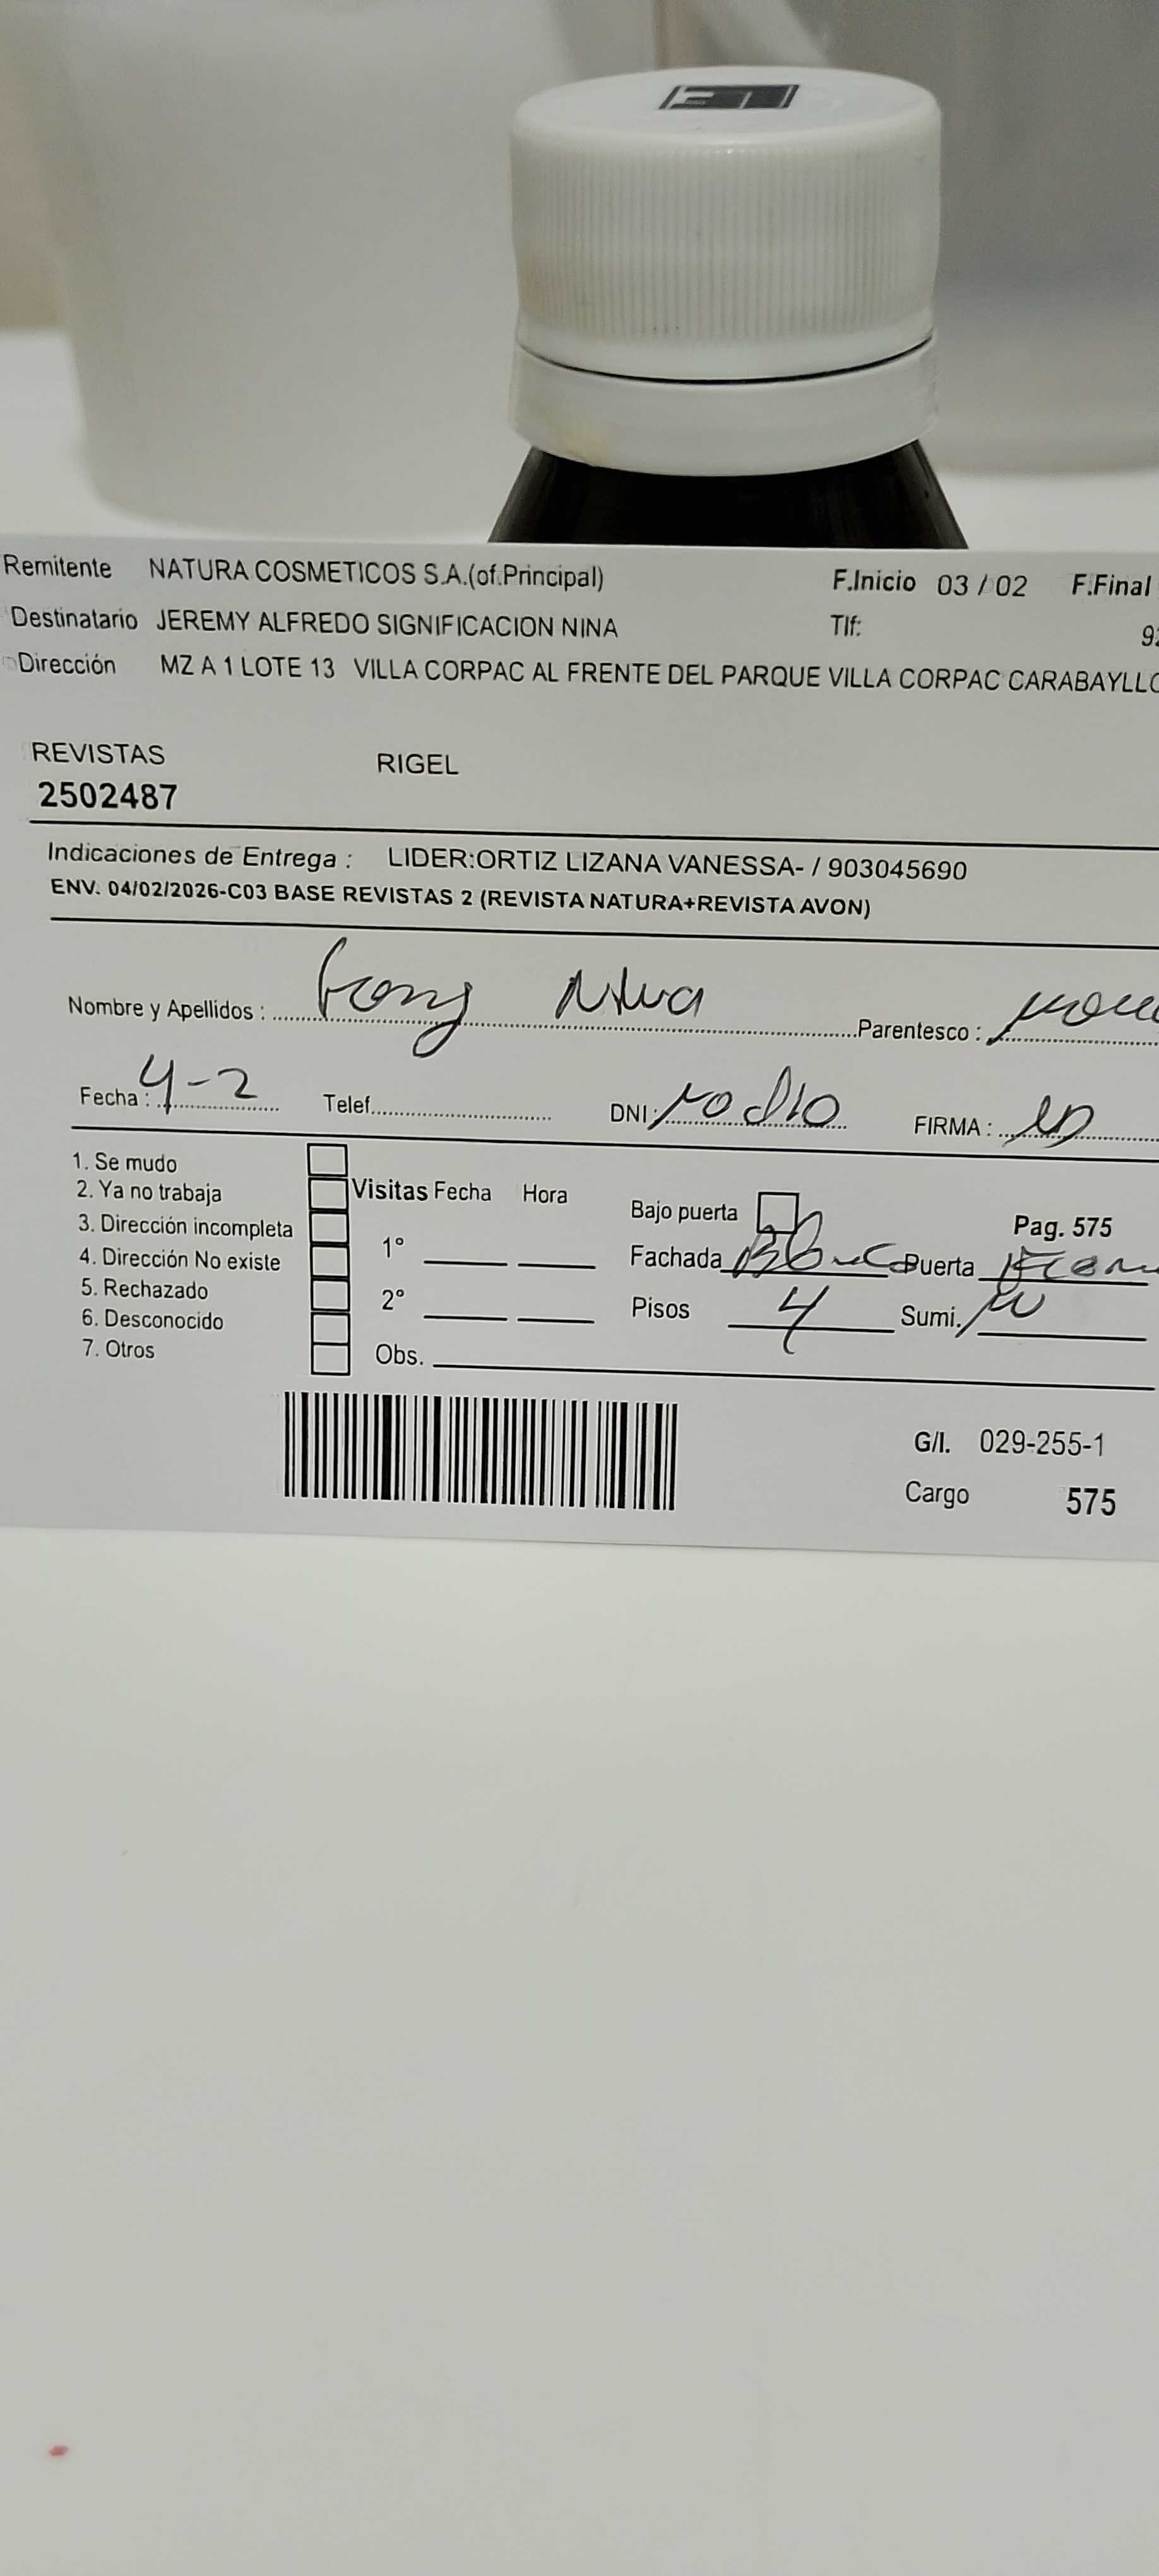 Remitente NATURA COSMETICOS S.A.(of.Principal) F.Inicio 03 / 02 F.Final
Destinatario JEREMY ALFREDO SIGNIFICACION NINA Tlf: 92
Dirección MZ A 1 LOTE 13 VILLA CORPAC AL FRENTE DEL PARQUE VILLA CORPAC CARABAYLLO
REVISTAS RIGEL
2502487
Indicaciones de Entrega : LIDER:ORTIZ LIZANA VANESSA- / 903045690
ENV. 04/02/2026-C03 BASE REVISTAS 2 (REVISTA NATURA+REVISTA AVON)
Nombre y Apellidos : Nina Parentesco :
Fecha : 4-2 Telef. DNI: no dio FIRMA :
1. Se mudo
2. Ya no trabaja Visitas Fecha Hora Bajo puerta
3. Dirección incompleta Pag. 575
4. Dirección No existe 1° Fachada Puerta
5. Rechazado 2° Pisos 4 Sumi.
6. Desconocido
7. Otros Obs.
G/I. 029-255-1
Cargo 575